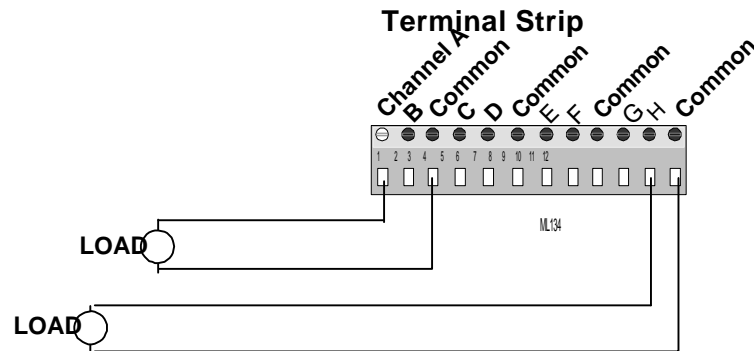 Terminal Strip
Channel A
B
Common
C
D
Common
E
F
Common
G
H
Common
1 2 3 4 5 6 7 8 9 10 11 12
ML134
LOAD
LOAD